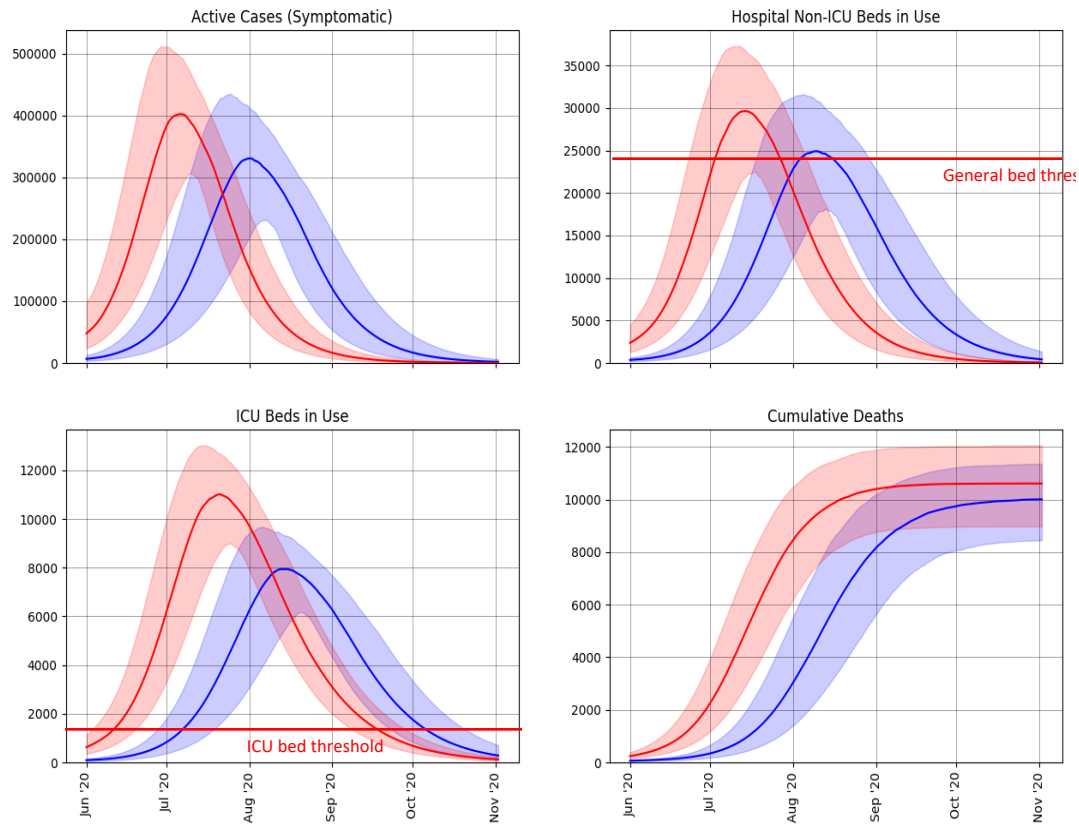 Active Cases (Symptomatic)
500000
400000
300000
200000
100000
0
Hospital Non-ICU Beds in Use
35000
30000
25000
20000
15000
10000
5000
0
General bed thres
ICU Beds in Use
12000
10000
8000
6000
4000
2000
0
ICU bed threshold
Jun '20
Jul '20
Aug '20
Sep '20
Oct '20
Nov '20
Cumulative Deaths
12000
10000
8000
6000
4000
2000
0
Jun '20
Jul '20
Aug '20
Sep '20
Oct '20
Nov '20